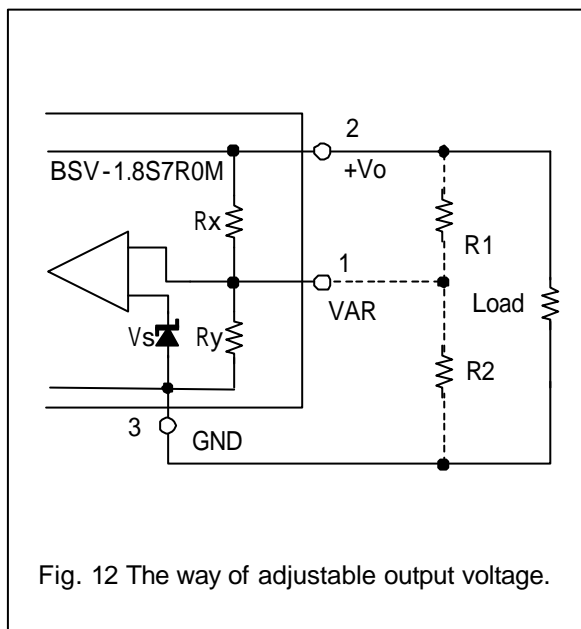 2
BSV-1.8S7R0M
+Vo
Rx
R1
1
VAR
Load
Vs
Ry
R2
3
GND
Fig. 12 The way of adjustable output voltage.